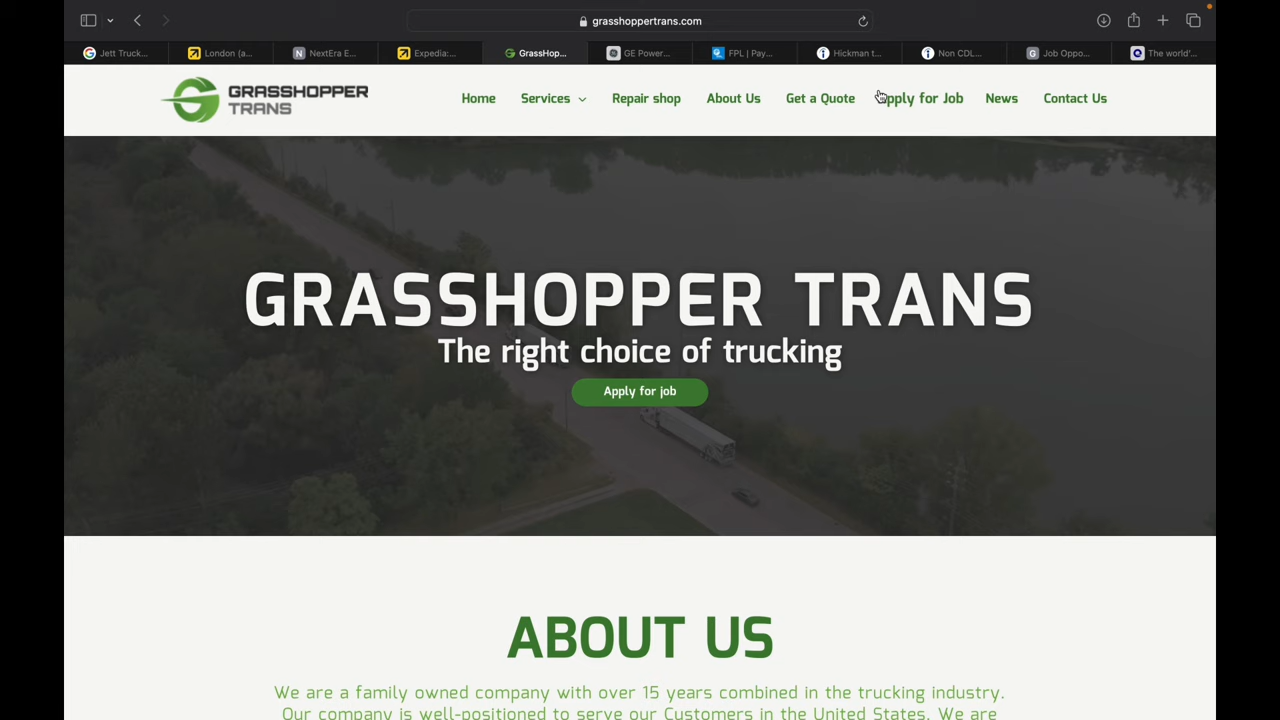 grasshoppertrans.com
Jett Truck...
London (a...
NextEra E...
Expedia:...
GrassHop...
GE Power...
FPL | Pay...
Hickman t...
Non CDL...
Job Oppo...
The world'...
GRASSHOPPER
TRANS
Home
Services
Repair shop
About Us
Get a Quote
Apply for Job
News
Contact Us
GRASSHOPPER TRANS
The right choice of trucking
Apply for job
ABOUT US
We are a family owned company with over 15 years combined in the trucking industry.
Our company is well-positioned to serve our Customers in the United States. We are